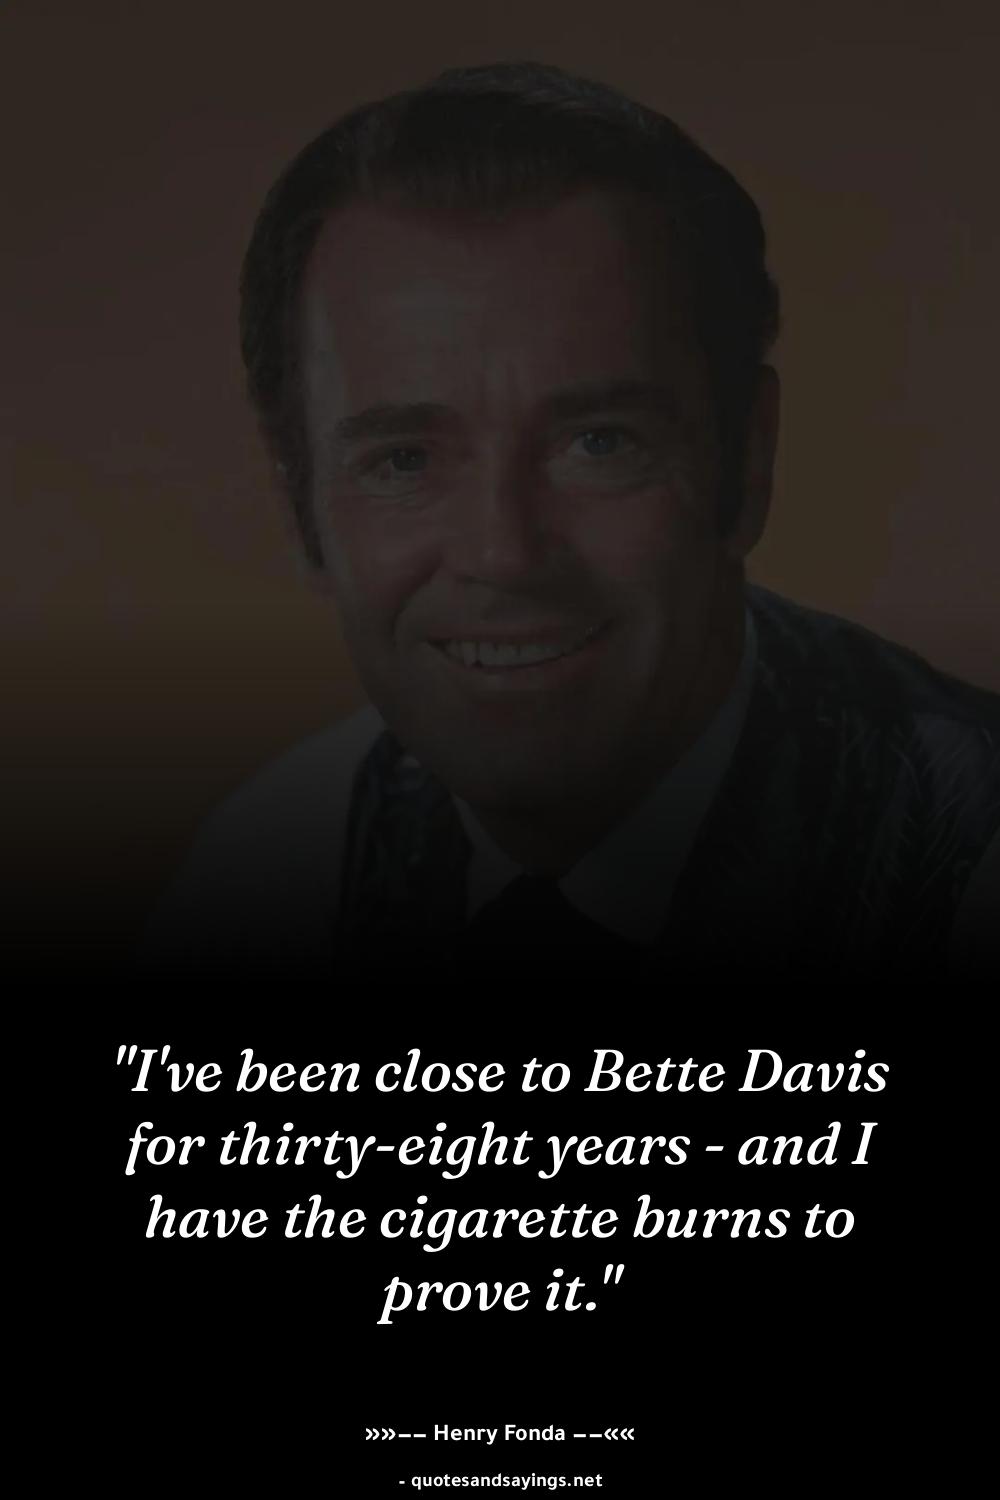 "I've been close to Bette Davis
for thirty-eight years - and I
have the cigarette burns to
prove it."
»»–– Henry Fonda ––««
- quotesandsayings.net